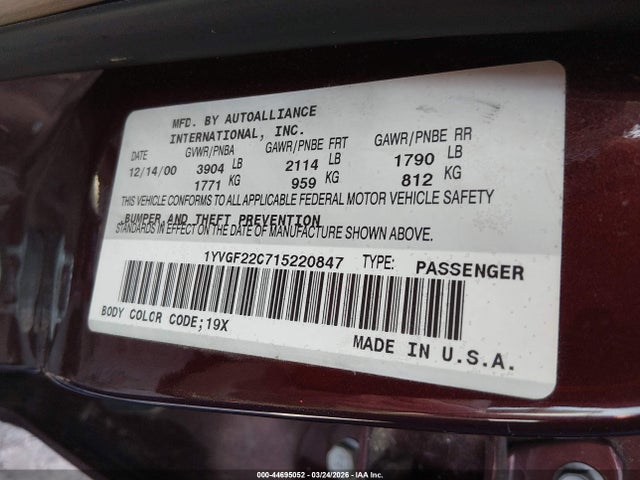 MFD. BY AUTOALLIANCE
INTERNATIONAL, INC.
DATE GVWR/PNBA GAWR/PNBE FRT GAWR/PNBE RR
12/14/00 3904 LB 2114 LB 1790 LB
1771 KG 959 KG 812 KG
THIS VEHICLE CONFORMS TO ALL APPLICABLE FEDERAL MOTOR VEHICLE SAFETY
,BUMPER AND THEFT PREVENTION
STANDARDS IN EFFECT ON THE DATE OF MANUFACTURE SHOWN ABOVE.
1YVGF22C715220847 TYPE: PASSENGER
BODY COLOR CODE;19X
MADE IN U.S.A.
000-44695052 - 03/24/2026 - IAAI.COM